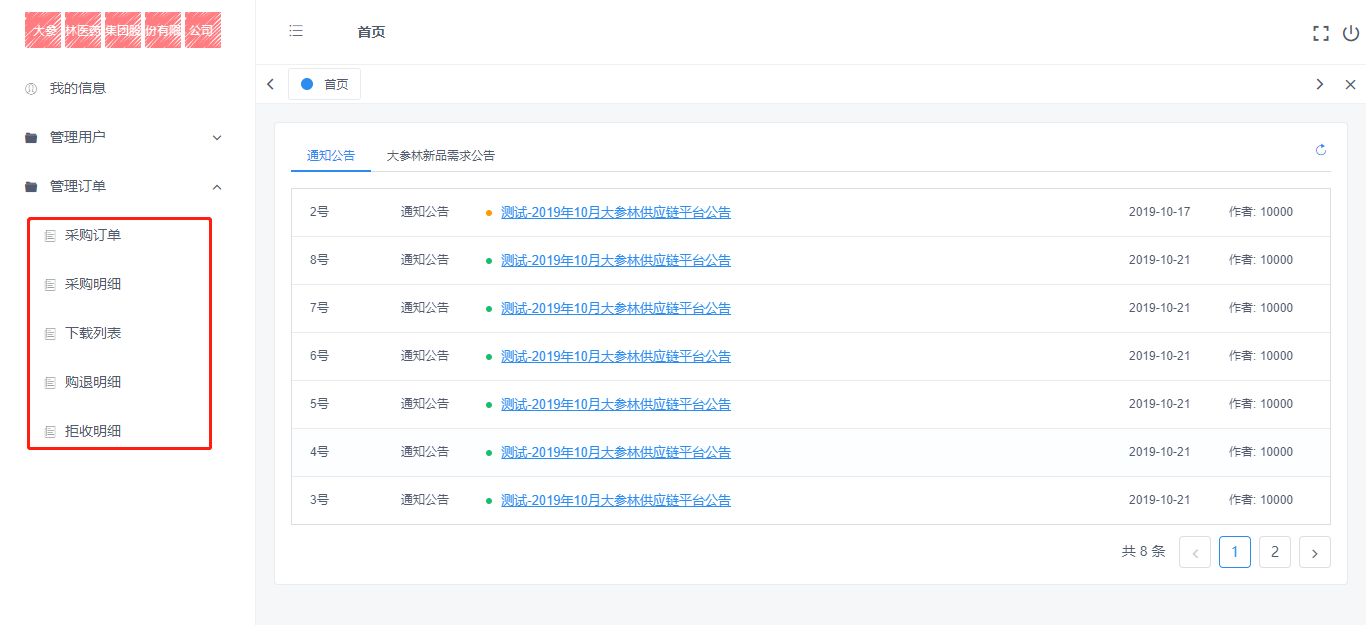 大参林医药集团股份有限公司
我的信息
管理用户
管理订单
采购订单
采购明细
下载列表
购退明细
拒收明细
首页
首页
通知公告 大参林新品需求公告
2号 通知公告 测试-2019年10月大参林供应链平台公告 2019-10-17 作者: 10000
8号 通知公告 测试-2019年10月大参林供应链平台公告 2019-10-21 作者: 10000
7号 通知公告 测试-2019年10月大参林供应链平台公告 2019-10-21 作者: 10000
6号 通知公告 测试-2019年10月大参林供应链平台公告 2019-10-21 作者: 10000
5号 通知公告 测试-2019年10月大参林供应链平台公告 2019-10-21 作者: 10000
4号 通知公告 测试-2019年10月大参林供应链平台公告 2019-10-21 作者: 10000
3号 通知公告 测试-2019年10月大参林供应链平台公告 2019-10-21 作者: 10000
共 8 条 1 2